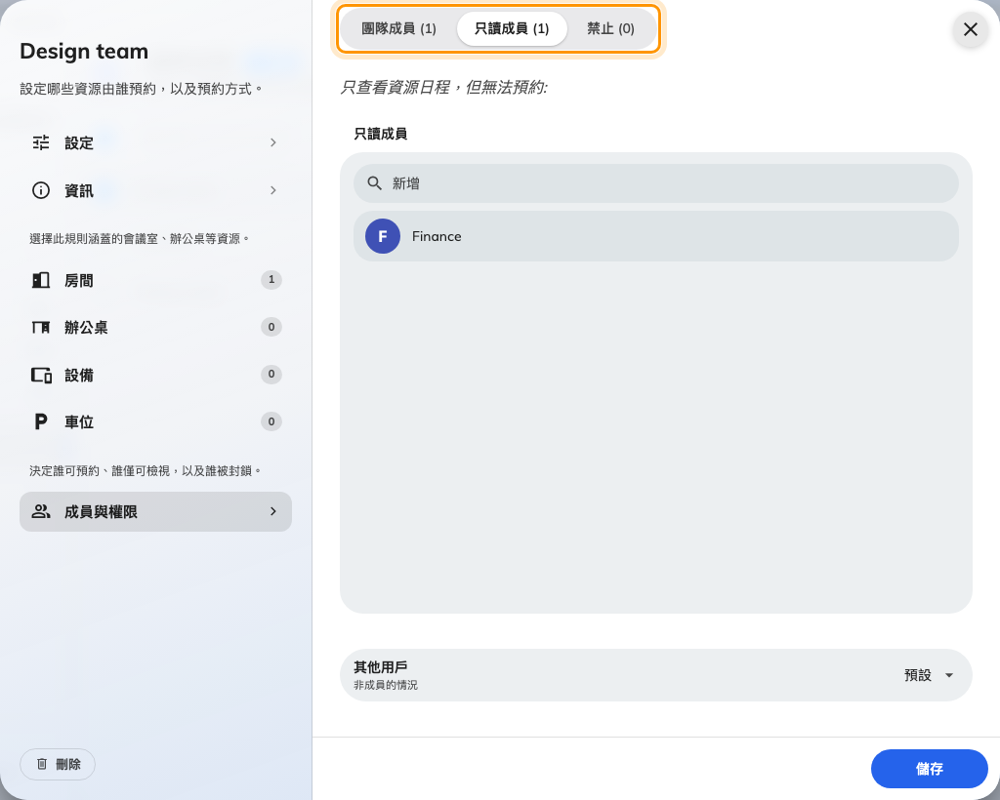 Design team
設定哪些資源由誰預約，以及預約方式。
設定
資訊
選擇此規則涵蓋的會議室、辦公桌等資源。
房間 1
辦公桌 0
設備 0
車位 0
決定誰可預約、誰僅可檢視，以及誰被封鎖。
成員與權限
刪除
團隊成員 (1) 只讀成員 (1) 禁止 (0)
只查看資源日程，但無法預約:
只讀成員
新增
F Finance
其他用戶
非成員的情況
預設
儲存